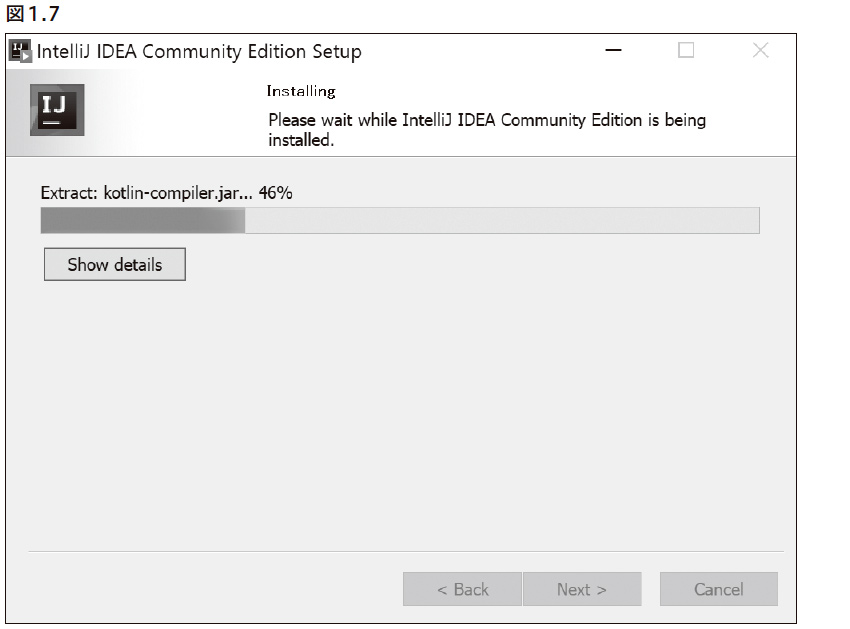 図1.7
IntelliJ IDEA Community Edition Setup
IJ
Installing
Please wait while IntelliJ IDEA Community Edition is being
installed.
Extract: kotlin-compiler.jar... 46%
Show details
< Back
Next >
Cancel